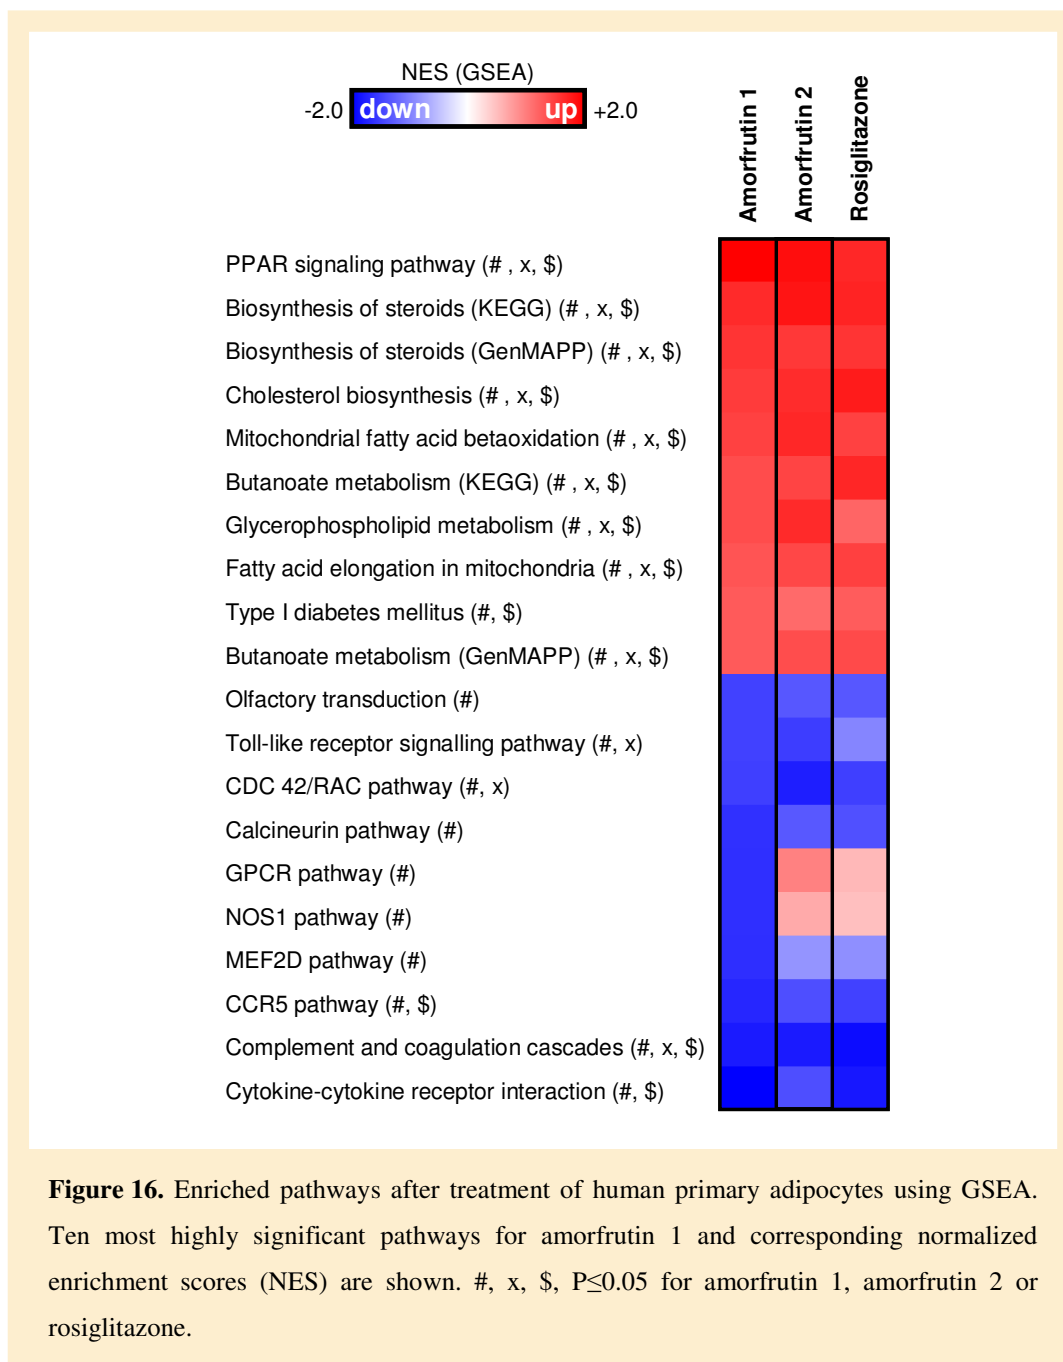 NES (GSEA)
-2.0 down up +2.0
Amorfrutin 1
Amorfrutin 2
Rosiglitazone
PPAR signaling pathway (# , x, $)
Biosynthesis of steroids (KEGG) (# , x, $)
Biosynthesis of steroids (GenMAPP) (# , x, $)
Cholesterol biosynthesis (# , x, $)
Mitochondrial fatty acid betaoxidation (# , x, $)
Butanoate metabolism (KEGG) (# , x, $)
Glycerophospholipid metabolism (# , x, $)
Fatty acid elongation in mitochondria (# , x, $)
Type I diabetes mellitus (#, $)
Butanoate metabolism (GenMAPP) (# , x, $)
Olfactory transduction (#)
Toll-like receptor signalling pathway (#, x)
CDC 42/RAC pathway (#, x)
Calcineurin pathway (#)
GPCR pathway (#)
NOS1 pathway (#)
MEF2D pathway (#)
CCR5 pathway (#, $)
Complement and coagulation cascades (#, x, $)
Cytokine-cytokine receptor interaction (#, $)
Figure 16. Enriched pathways after treatment of human primary adipocytes using GSEA.
Ten most highly significant pathways for amorfrutin 1 and corresponding normalized
enrichment scores (NES) are shown. #, x, $, P≤0.05 for amorfrutin 1, amorfrutin 2 or
rosiglitazone.